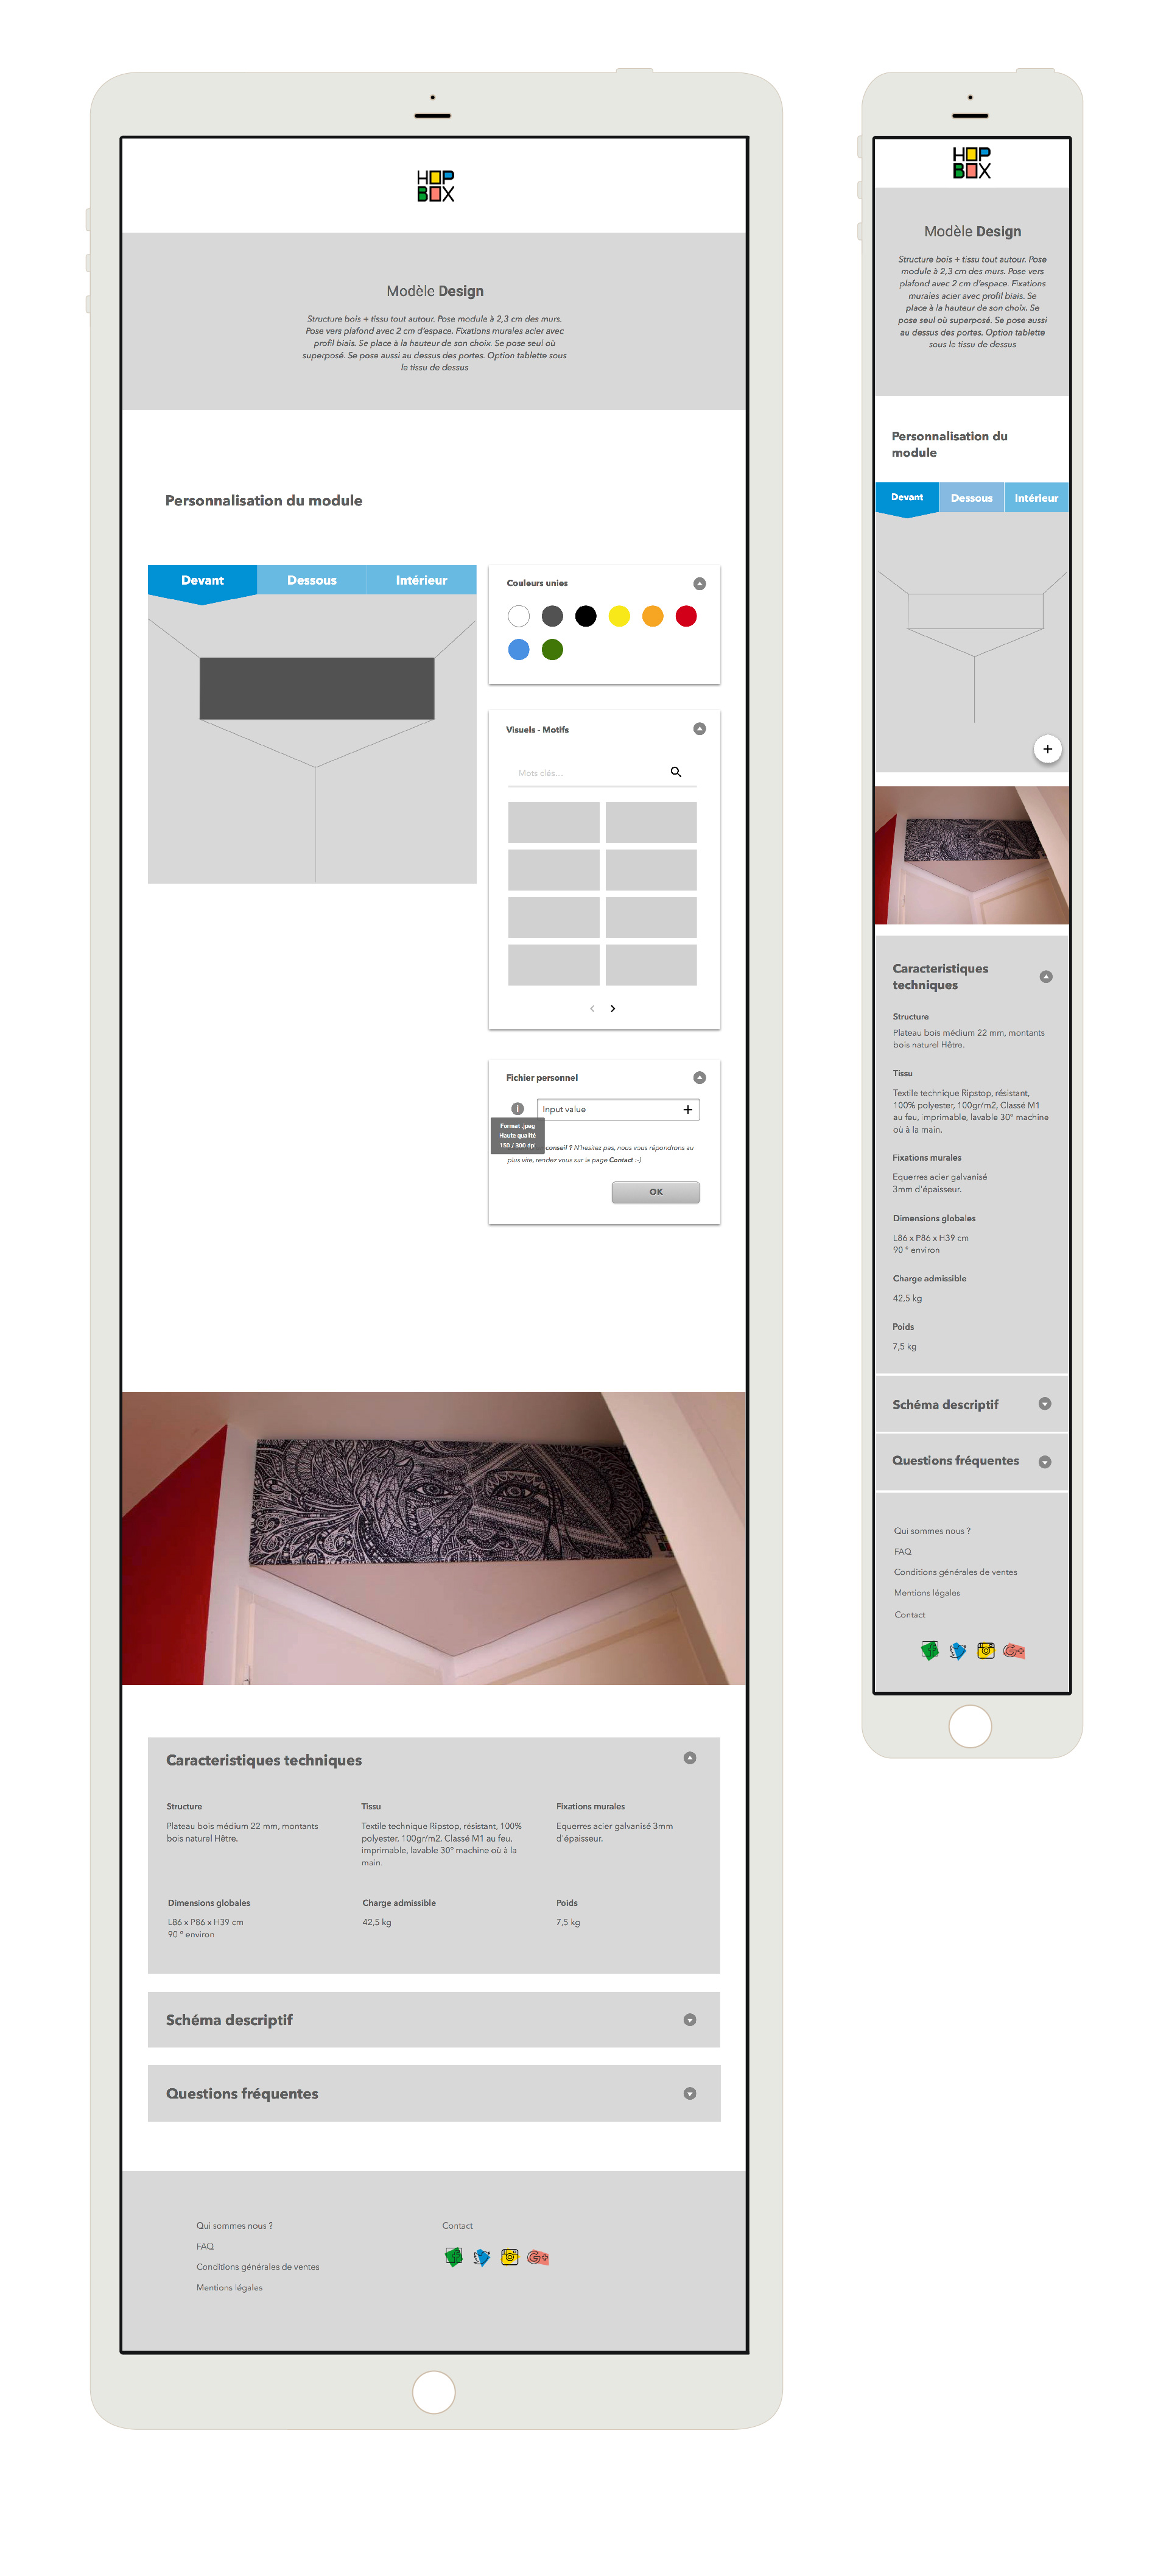 HOP
BOX
Modèle Design
Structure bois + tissu tout autour. Pose module à 2,3 cm des murs.
Pose vers plafond avec 2 cm d'espace. Fixations murales acier avec
profil biais. Se place à la hauteur de son choix. Se pose seul où
superposé. Se pose aussi au dessus des portes. Option tablette sous
le tissu de dessus
Personnalisation du module
Devant
Dessous
Intérieur
Couleurs unies
Visuels - Motifs
Mots clés...
Fichier personnel
i
Input value
Format .jpeg
Haute qualité
150 / 300 dpi
conseil ? N'hesitez pas, nous vous répondrons au
plus vite, rendez vous sur la page Contact :-)
OK
Caracteristiques techniques
Structure
Plateau bois médium 22 mm, montants
bois naturel Hêtre.
Tissu
Textile technique Ripstop, résistant, 100%
polyester, 100gr/m2, Classé M1 au feu,
imprimable, lavable 30° machine où à la
main.
Fixations murales
Equerres acier galvanisé 3mm
d'épaisseur.
Dimensions globales
L86 x P86 x H39 cm
90 ° environ
Charge admissible
42,5 kg
Poids
7,5 kg
Schéma descriptif
Questions fréquentes
Qui sommes nous ?
FAQ
Conditions générales de ventes
Mentions légales
Contact
G+
HOP
BOX
Modèle Design
Structure bois + tissu tout autour. Pose
module à 2,3 cm des murs. Pose vers
plafond avec 2 cm d'espace. Fixations
murales acier avec profil biais. Se
place à la hauteur de son choix. Se
pose seul où superposé. Se pose aussi
au dessus des portes. Option tablette
sous le tissu de dessus
Personnalisation du
module
Devant
Dessous
Intérieur
Caracteristiques
techniques
Structure
Plateau bois médium 22 mm, montants
bois naturel Hêtre.
Tissu
Textile technique Ripstop, résistant,
100% polyester, 100gr/m2, Classé M1
au feu, imprimable, lavable 30° machine
où à la main.
Fixations murales
Equerres acier galvanisé
3mm d'épaisseur.
Dimensions globales
L86 x P86 x H39 cm
90 ° environ
Charge admissible
42,5 kg
Poids
7,5 kg
Schéma descriptif
Questions fréquentes
Qui sommes nous ?
FAQ
Conditions générales de ventes
Mentions légales
Contact
G+